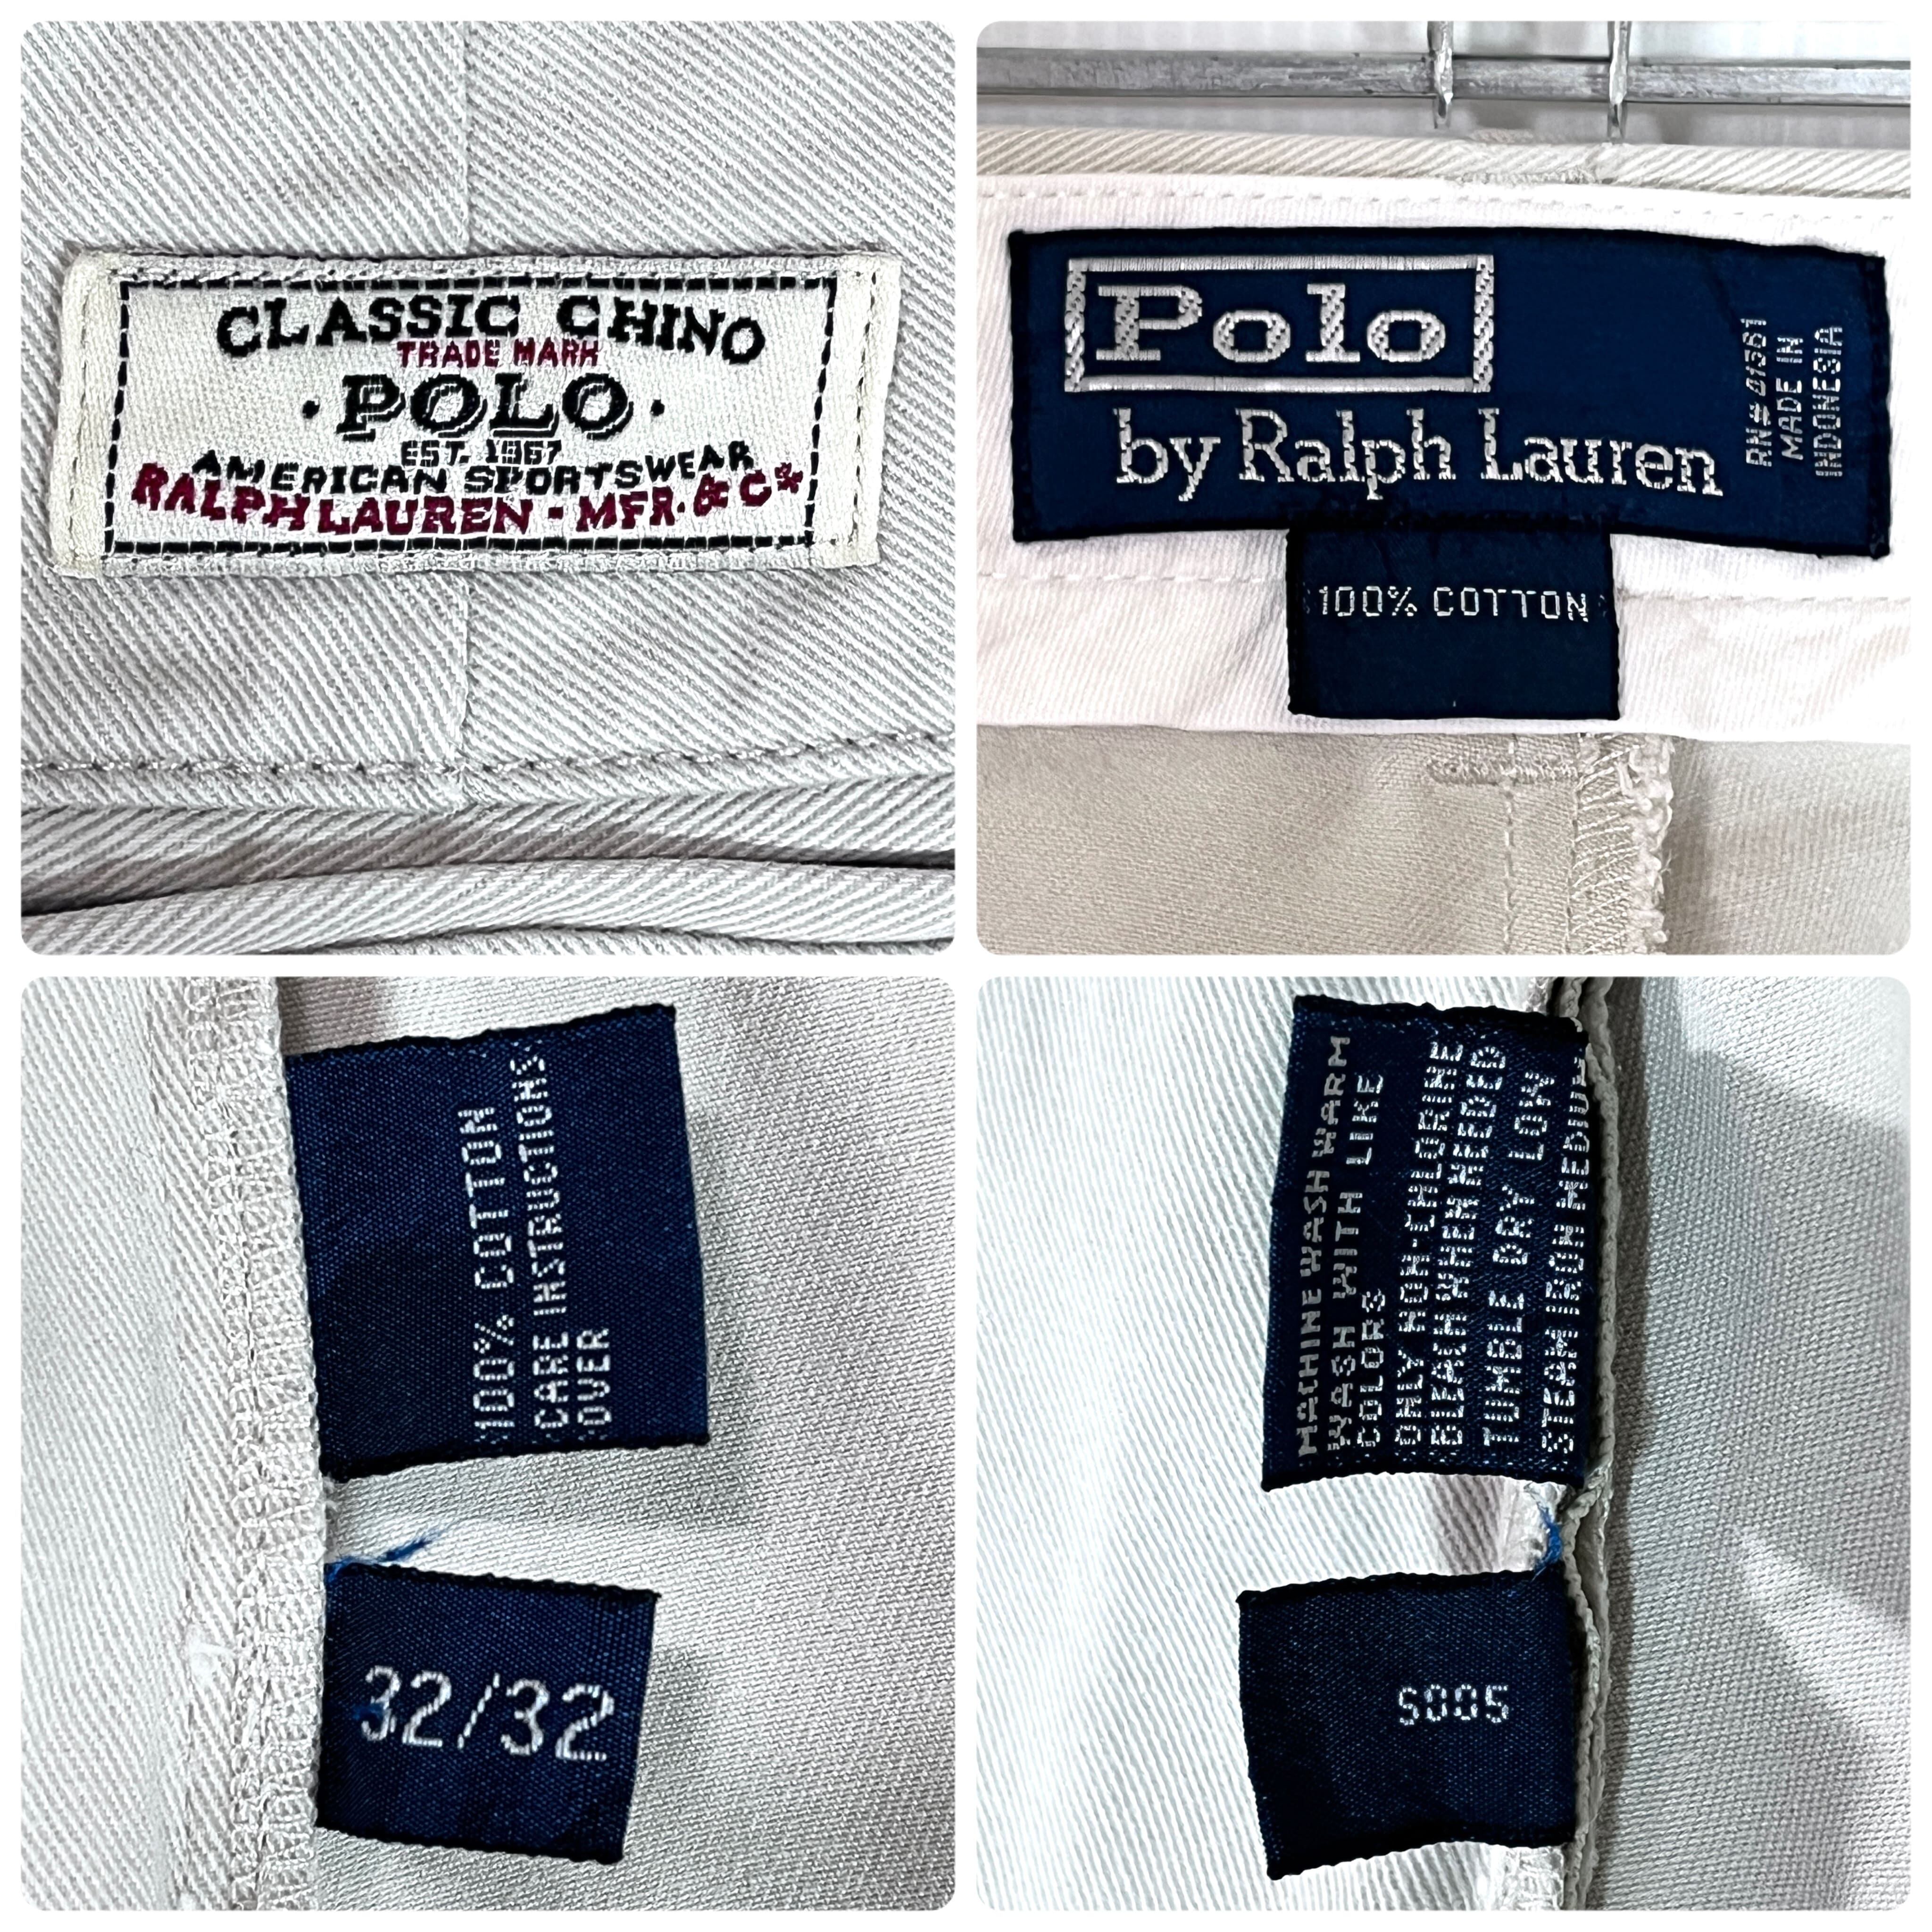 CLASSIC CHINO
TRADE MARK
· POLO ·
EST. 1967
AMERICAN SPORTSWEAR
RALPH LAUREN - MFR. & Co
Polo
by Ralph Lauren
RN# 41381
MADE IN
INDONESIA
100% COTTON
100% COTTON
CARE INSTRUCTIONS
OVER
32/32
MACHINE WASH WARM
WASH WITH LIKE
COLORS
ONLY NON-CHLORINE
BLEACH WHEN NEEDED
TUMBLE DRY LOW
STEAM IRON MEDIUM
S005